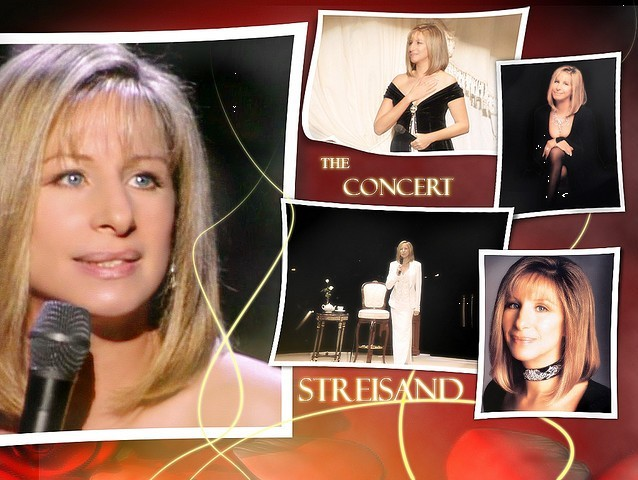 THE
CONCERT
STREISAND